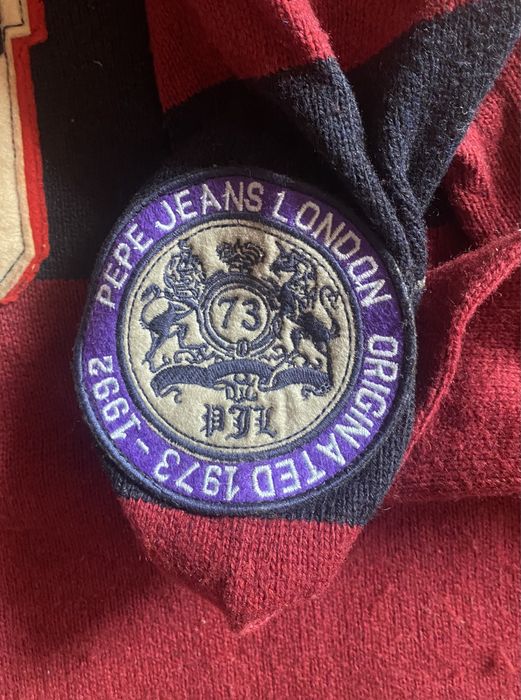 PEPE JEANS LONDON
ORIGINATED 1973 - 1992
73
PJL